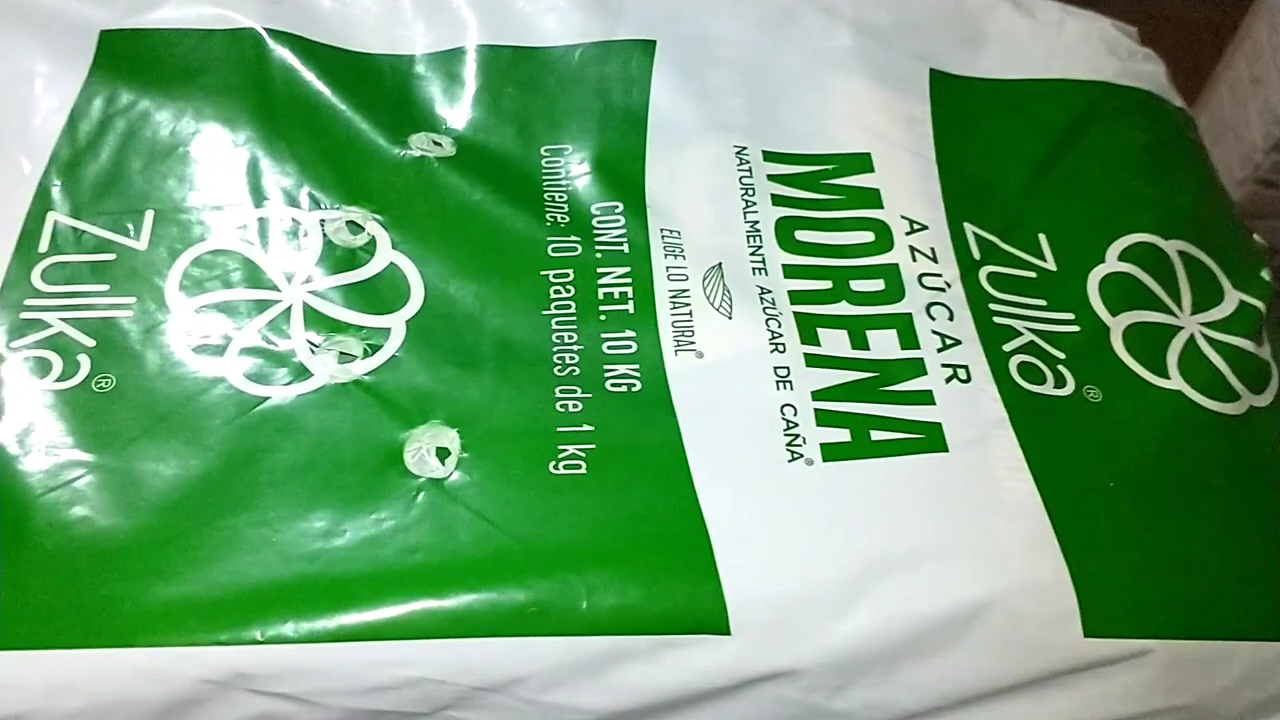 Zulka®
AZÚCAR
MORENA
NATURALMENTE AZÚCAR DE CAÑA®
ELIGE LO NATURAL®
CONT. NET. 10 KG
Contiene: 10 paquetes de 1 kg
Zulka®